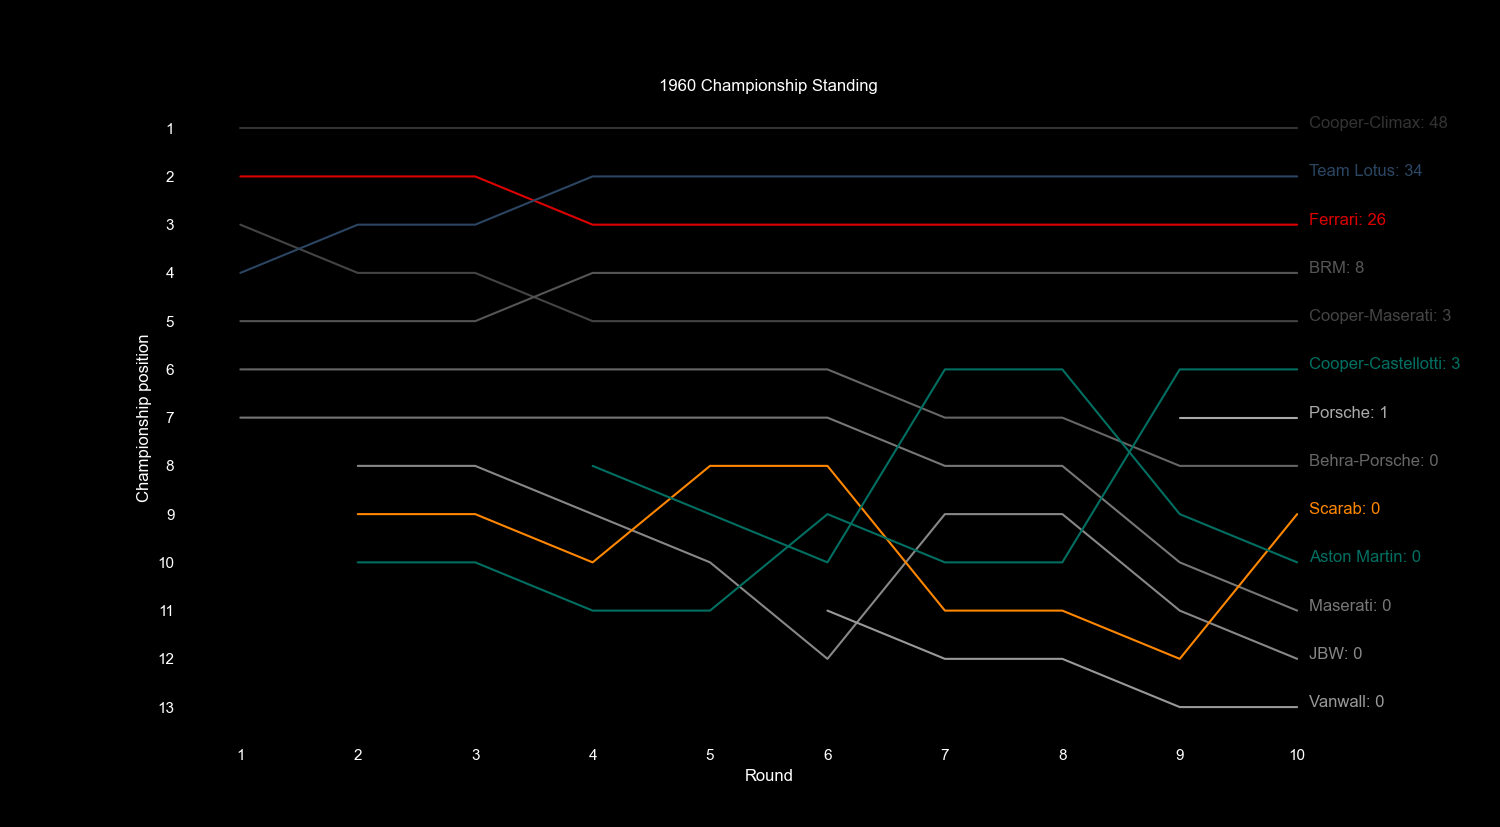 1960 Championship Standing
Championship position
1
2
3
4
5
6
7
8
9
10
11
12
13
Cooper-Climax: 48
Team Lotus: 34
Ferrari: 26
BRM: 8
Cooper-Maserati: 3
Cooper-Castellotti: 3
Porsche: 1
Behra-Porsche: 0
Scarab: 0
Aston Martin: 0
Maserati: 0
JBW: 0
Vanwall: 0
1 2 3 4 5 6 7 8 9 10
Round